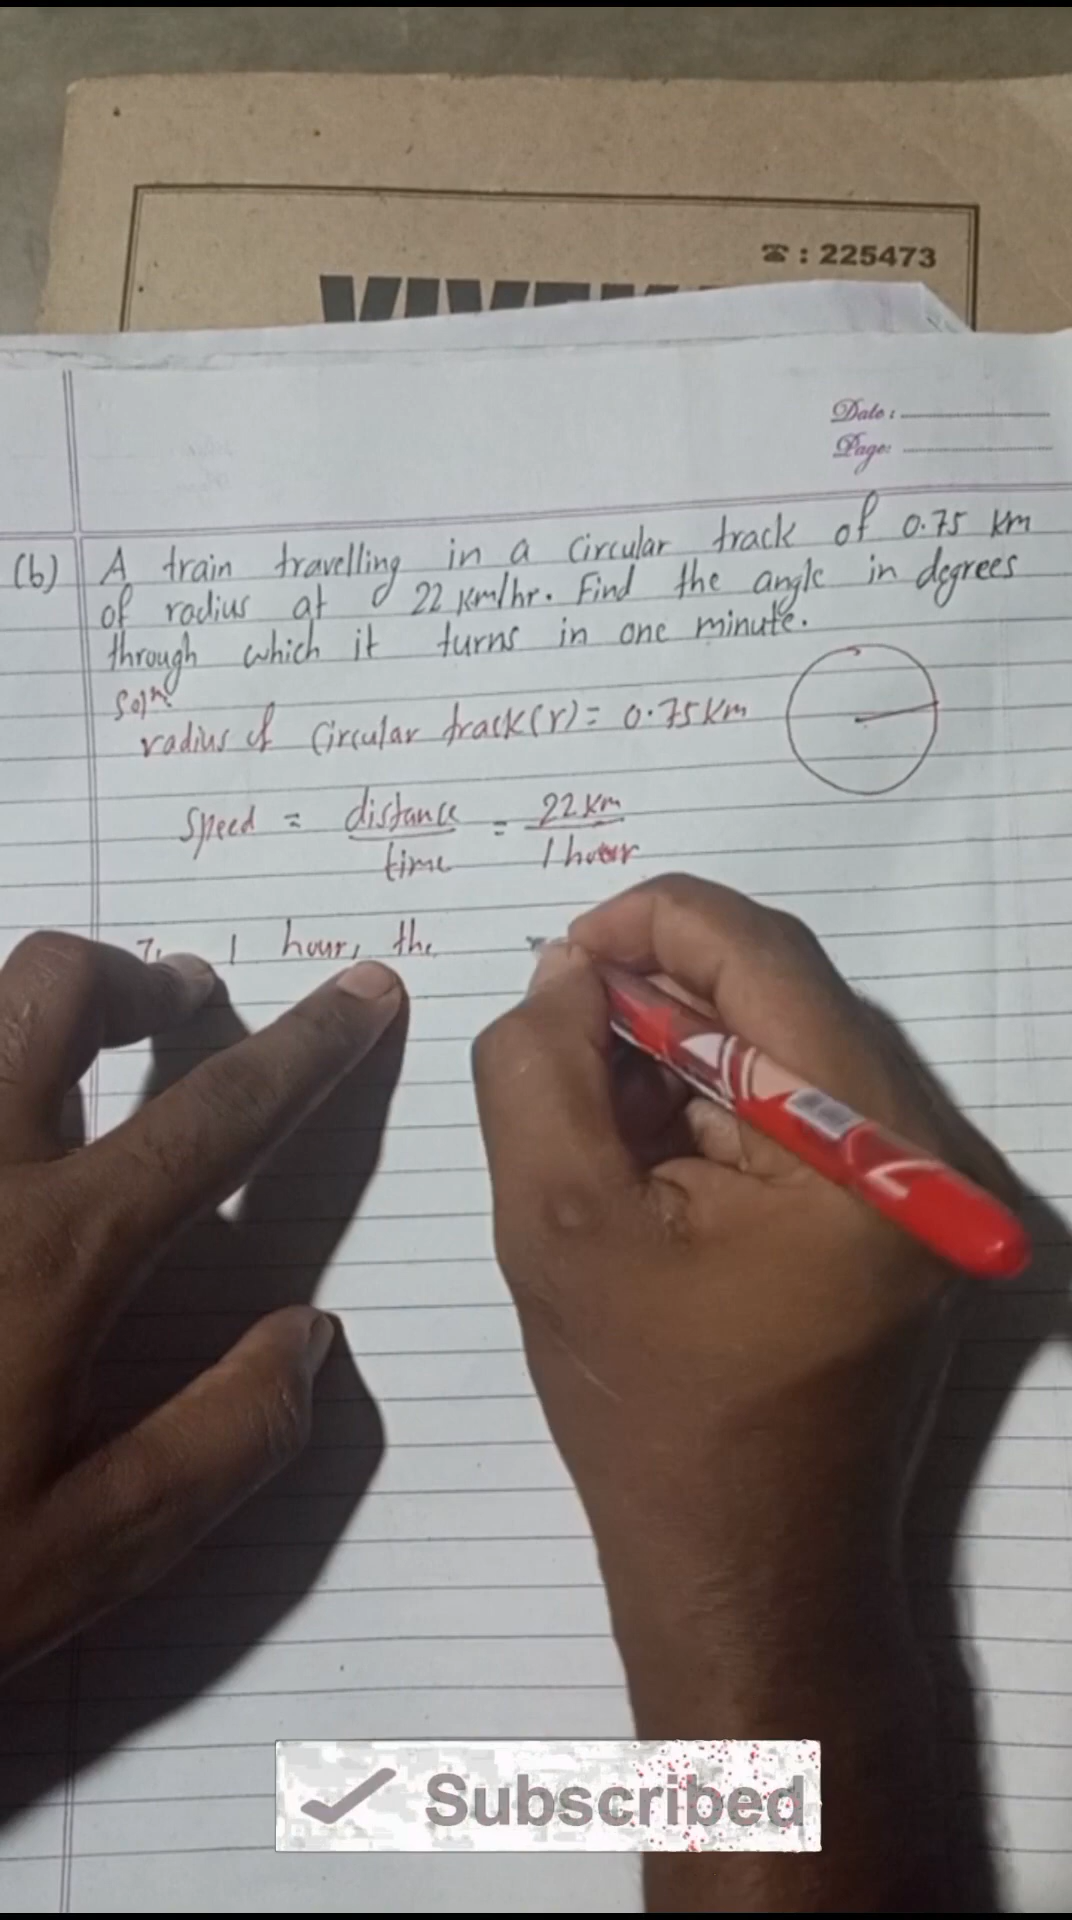 ☎ : 225473
Date :
Page:
(b) A train travelling in a circular track of 0.75 km
of radius at 22 km/hr. Find the angle in degrees
through which it turns in one minute.
Soln
radius of circular track(r) = 0.75 km
Speed = distance/time = 22 km/1 hour
1 hour, the
Subscribed